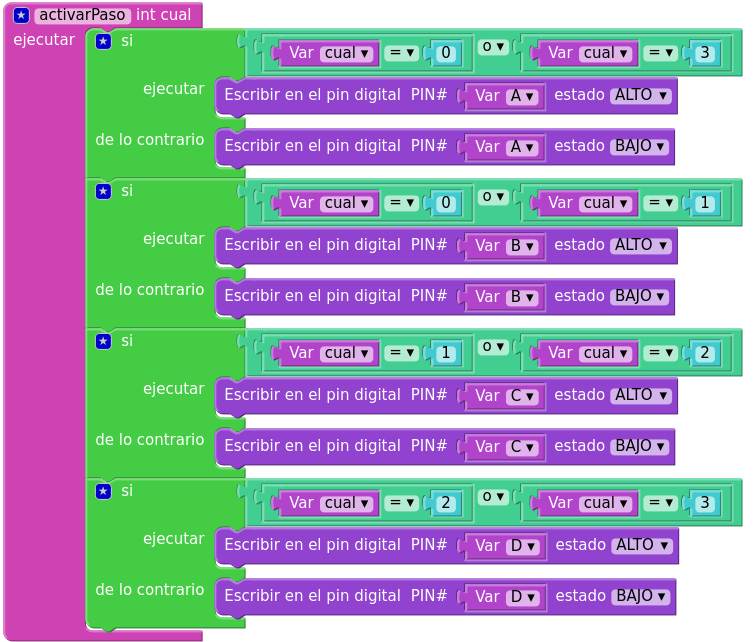 activarPaso int cual
ejecutar
si Var cual = 0 o Var cual = 3
ejecutar Escribir en el pin digital PIN# Var A estado ALTO
de lo contrario Escribir en el pin digital PIN# Var A estado BAJO
si Var cual = 0 o Var cual = 1
ejecutar Escribir en el pin digital PIN# Var B estado ALTO
de lo contrario Escribir en el pin digital PIN# Var B estado BAJO
si Var cual = 1 o Var cual = 2
ejecutar Escribir en el pin digital PIN# Var C estado ALTO
de lo contrario Escribir en el pin digital PIN# Var C estado BAJO
si Var cual = 2 o Var cual = 3
ejecutar Escribir en el pin digital PIN# Var D estado ALTO
de lo contrario Escribir en el pin digital PIN# Var D estado BAJO